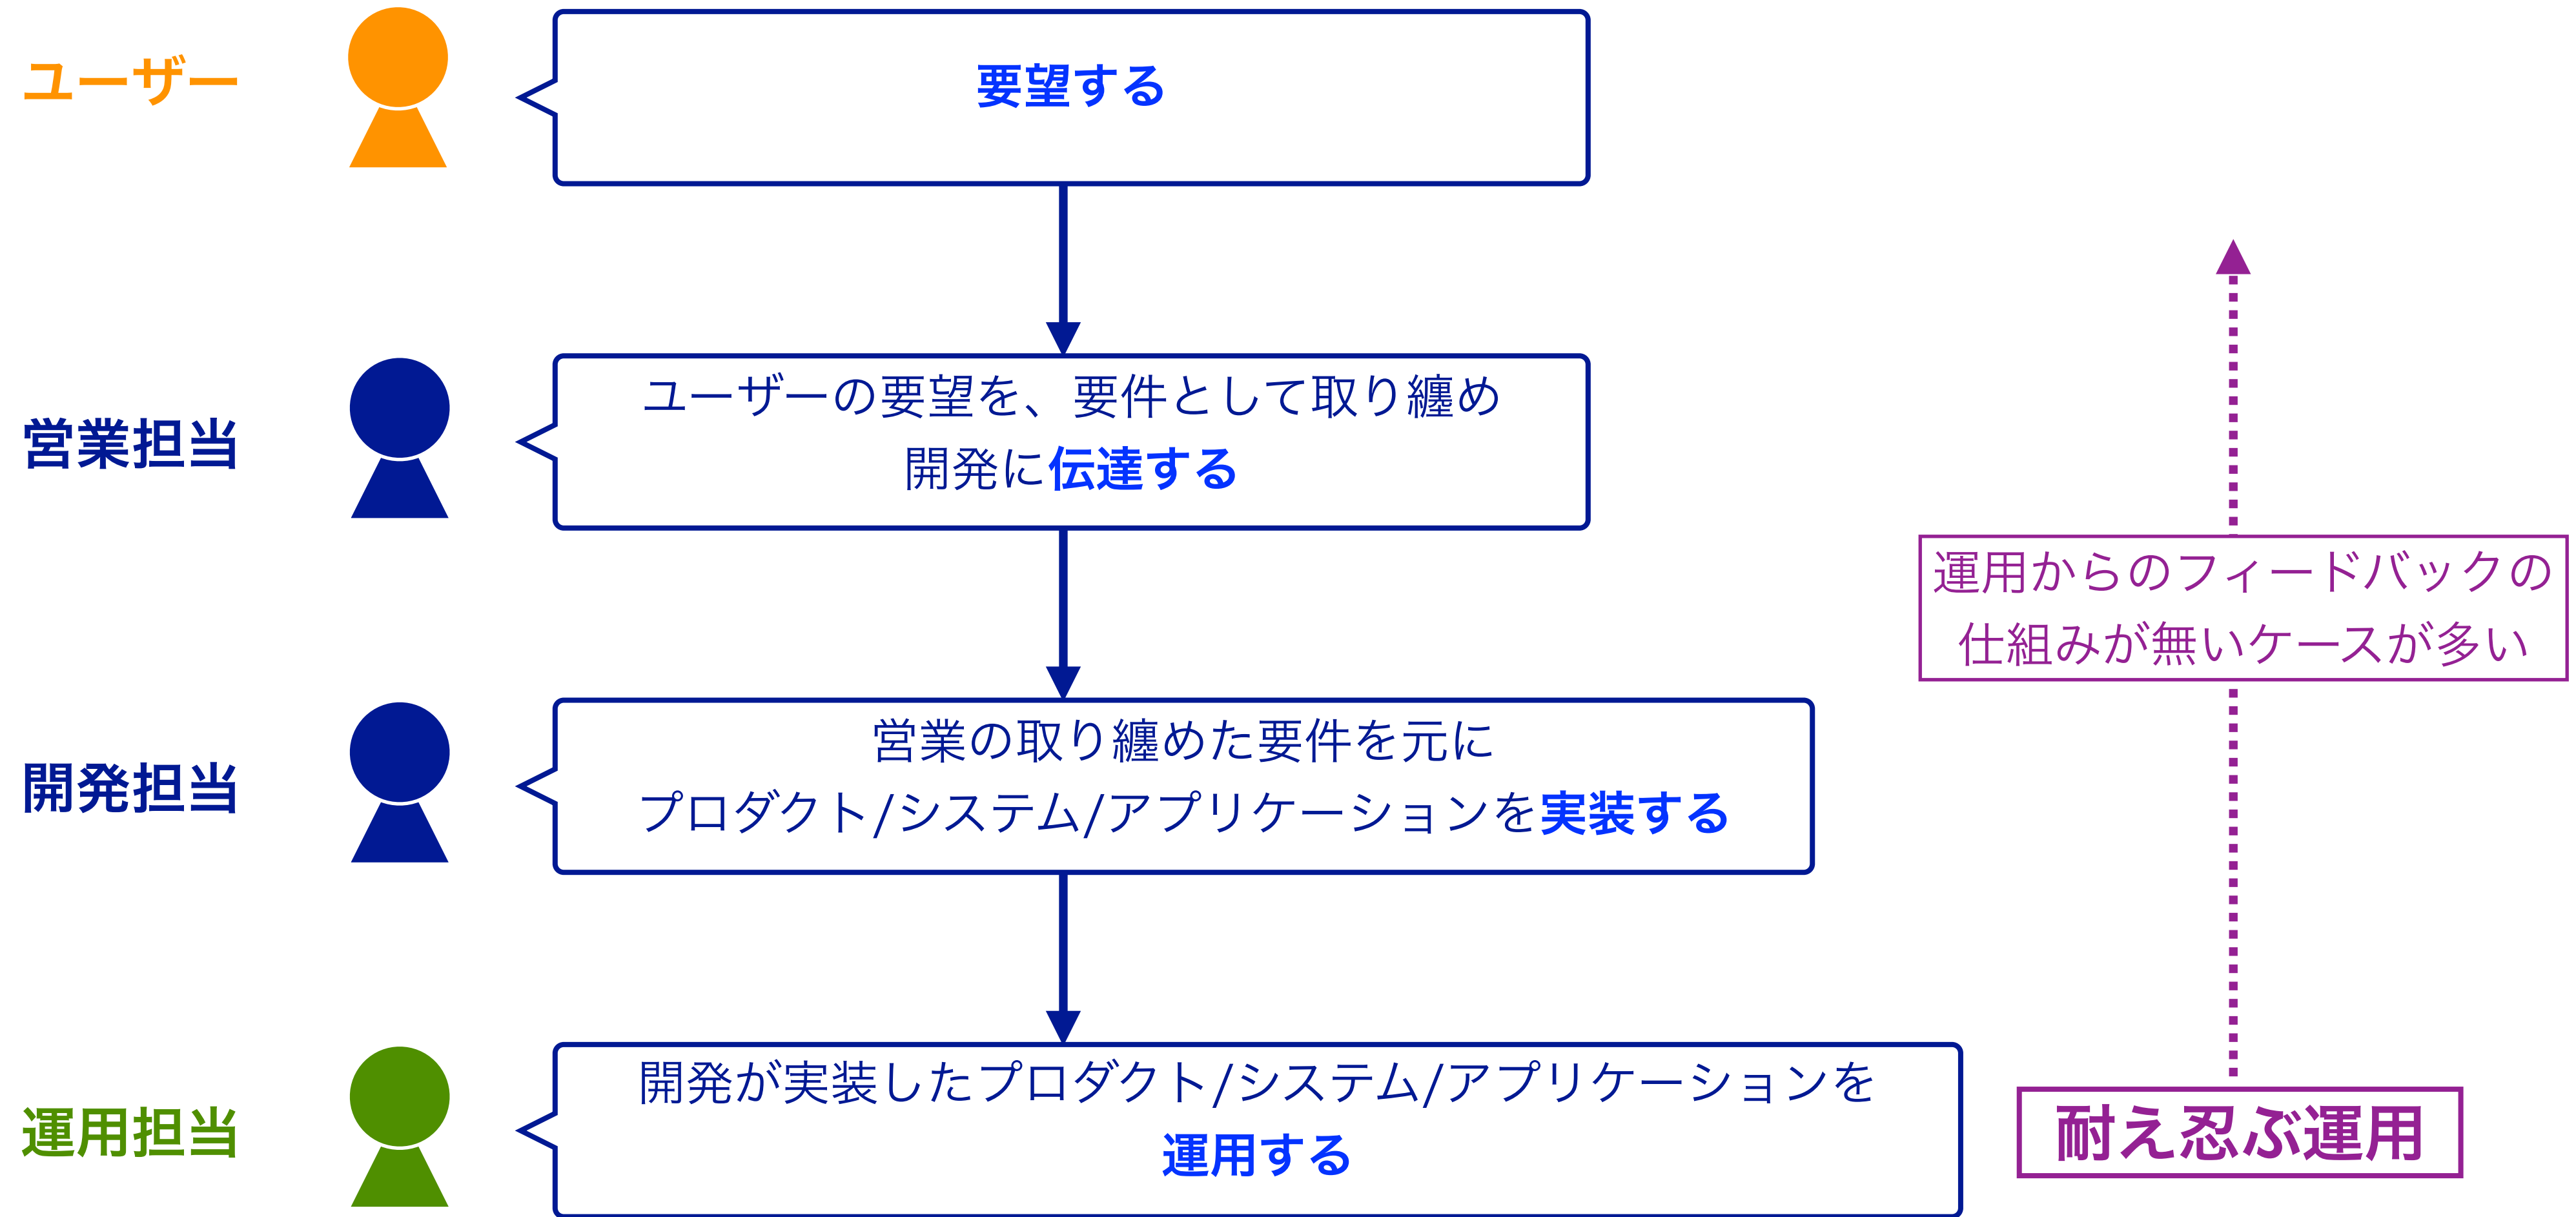 ユーザー
要望する
営業担当
ユーザーの要望を、要件として取り纏め
開発に伝達する
運用からのフィードバックの
仕組みが無いケースが多い
開発担当
営業の取り纏めた要件を元に
プロダクト/システム/アプリケーションを実装する
運用担当
開発が実装したプロダクト/システム/アプリケーションを
運用する
耐え忍ぶ運用